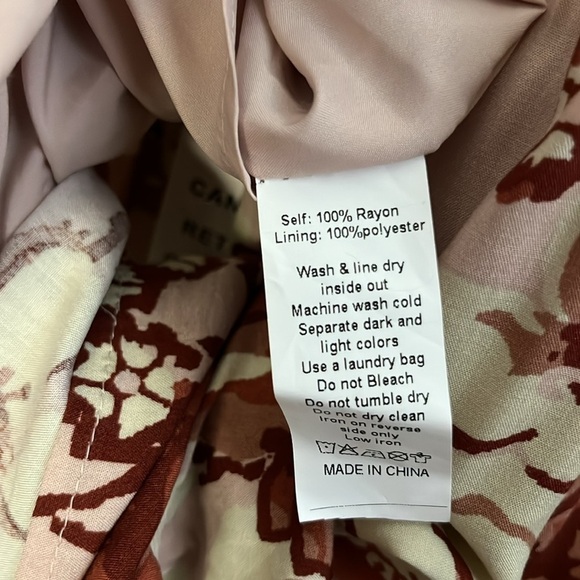 CAN
RET
Self: 100% Rayon
Lining: 100%polyester
Wash & line dry
inside out
Machine wash cold
Separate dark and
light colors
Use a laundry bag
Do not Bleach
Do not tumble dry
Do not dry clean
Iron on reverse
side only
Low iron
MADE IN CHINA